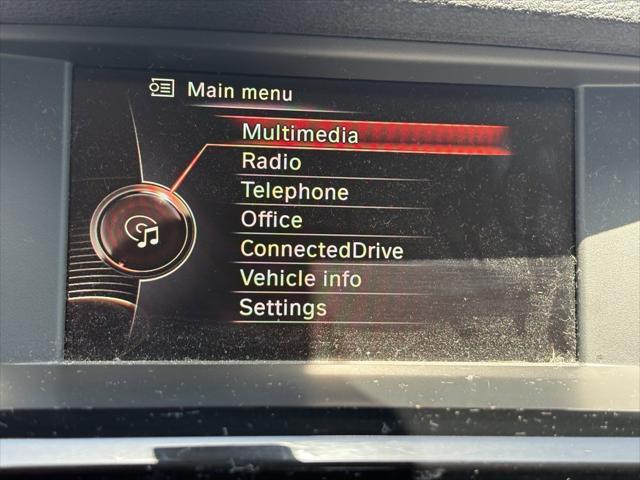 Main menu
Multimedia
Radio
Telephone
Office
ConnectedDrive
Vehicle info
Settings